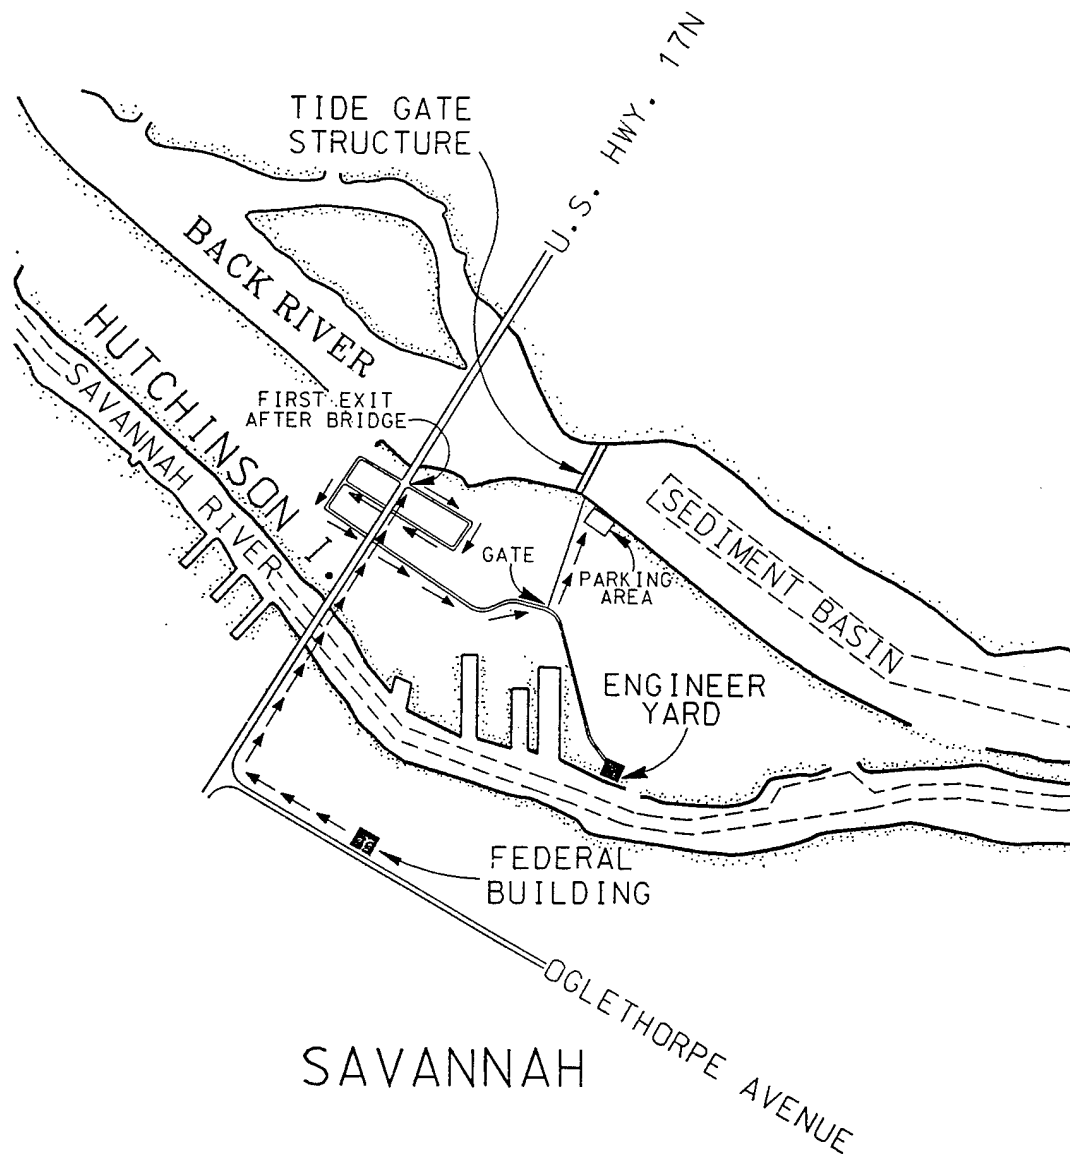 U.S. HWY. 17N
TIDE GATE
STRUCTURE
BACK RIVER
HUTCHINSON I.
SAVANNAH RIVER
FIRST EXIT
AFTER BRIDGE
SEDIMENT BASIN
GATE
PARKING
AREA
ENGINEER
YARD
FEDERAL
BUILDING
OGLETHORPE AVENUE
SAVANNAH